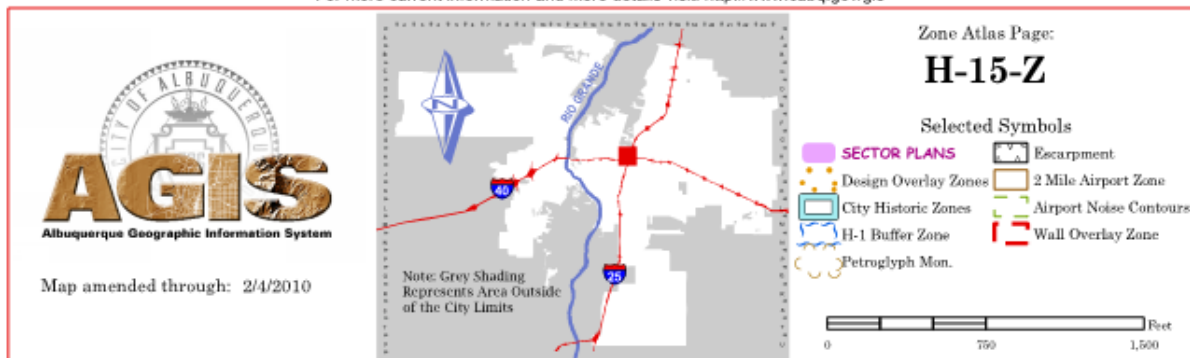 CITY OF ALBUQUERQUE
AGIS
Albuquerque Geographic Information System
Map amended through: 2/4/2010
RIO GRANDE
N
40
25
Note: Grey Shading
Represents Area Outside
of the City Limits
Zone Atlas Page:
H-15-Z
Selected Symbols
SECTOR PLANS
Design Overlay Zones
City Historic Zones
H-1 Buffer Zone
Petroglyph Mon.
Escarpment
2 Mile Airport Zone
Airport Noise Contours
Wall Overlay Zone
Feet
0 750 1,500